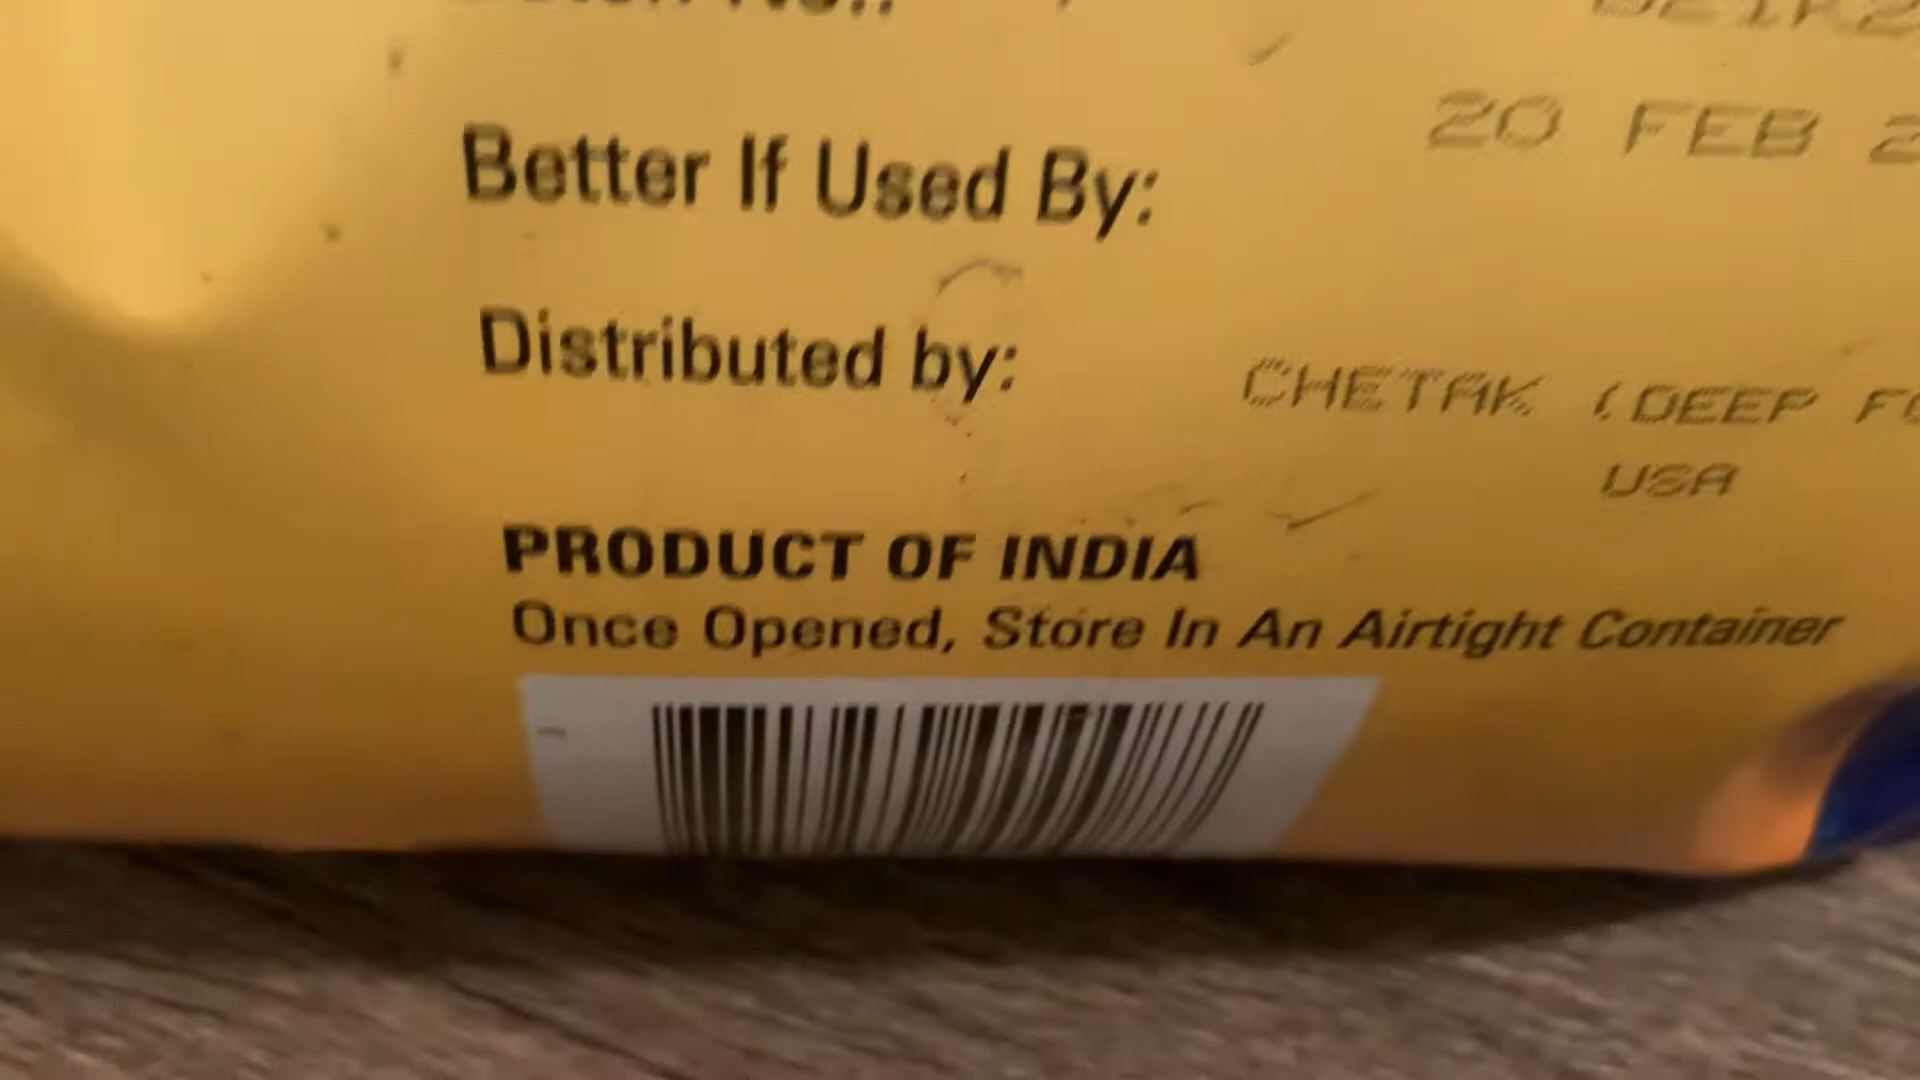 Better If Used By: 20 FEB
Distributed by: CHETAK (DEEP
USA
PRODUCT OF INDIA
Once Opened, Store In An Airtight Container